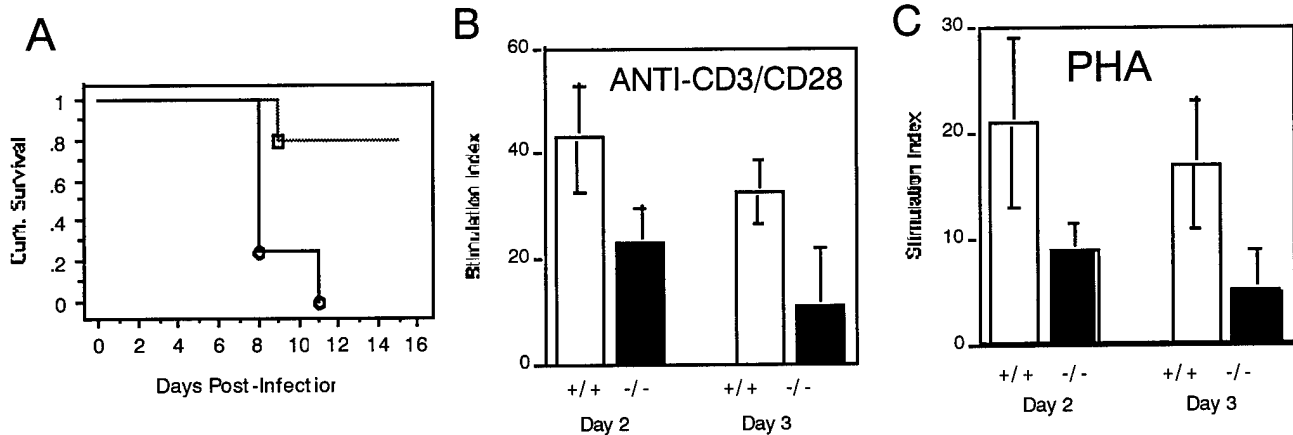 A
Cum. Survival
1
.8
.6
.4
.2
0
0 2 4 6 8 10 12 14 16
Days Post-Infection
B
ANTI-CD3/CD28
Stimulation Index
60
40
20
0
+/+ -/- +/+ -/-
Day 2 Day 3
C
PHA
Stimulation Index
30
20
10
0
+/+ -/- +/+ -/-
Day 2 Day 3